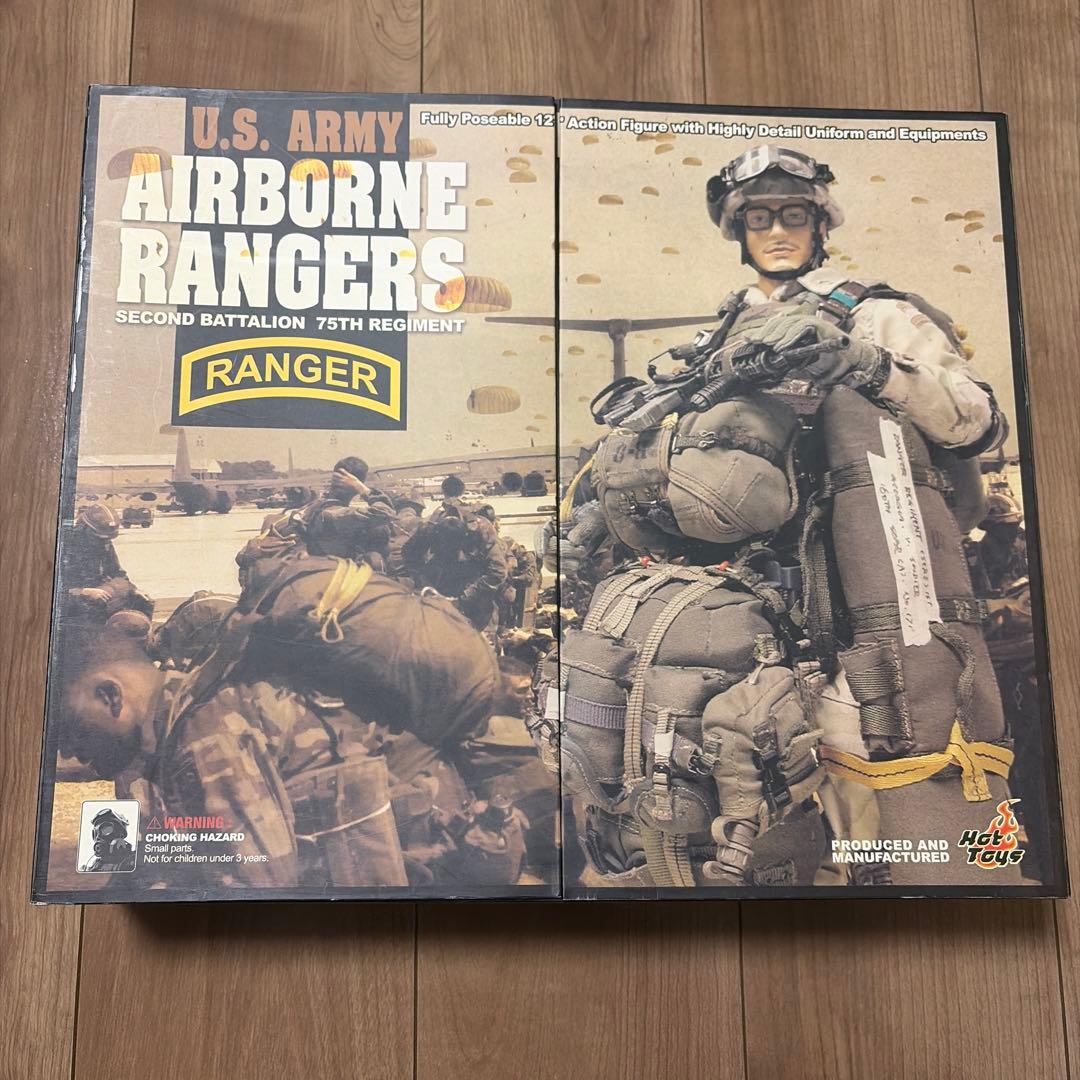 U.S. ARMY
AIRBORNE
RANGERS
SECOND BATTALION 75TH REGIMENT
RANGER
Fully Poseable 12" Action Figure with Highly Detail Uniform and Equipments
WARNING:
CHOKING HAZARD
Small parts.
Not for children under 3 years.
PRODUCED AND
MANUFACTURED
Hot
Toys